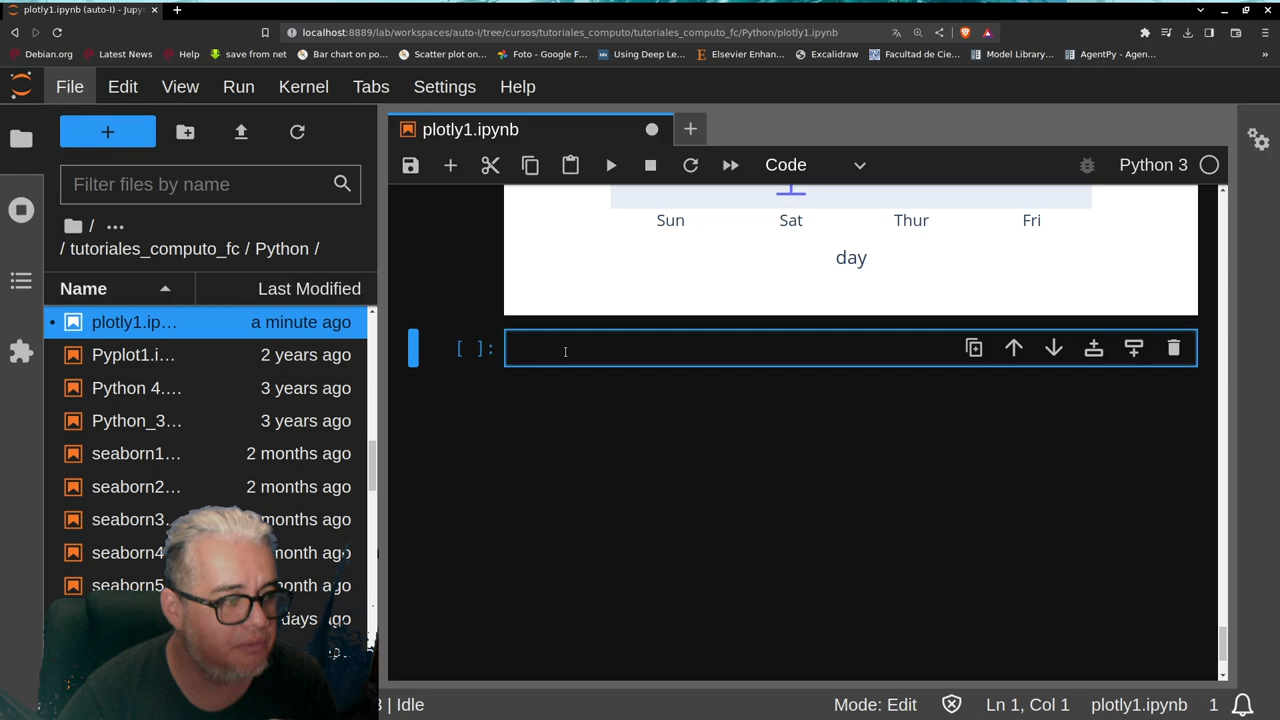 plotly1.ipynb (auto-I) - Jupyt
localhost:8889/lab/workspaces/auto-I/tree/cursos/tutoriales_computo/tutoriales_computo_fc/Python/plotly1.ipynb
Debian.org Latest News Help save from net Bar chart on po... Scatter plot on... Foto - Google F... Using Deep Le... Elsevier Enhan... Excalidraw Facultad de Cie... Model Library... AgentPy - Agen...
File Edit View Run Kernel Tabs Settings Help
plotly1.ipynb
Code
Python 3
Filter files by name
/ ...
/ tutoriales_computo_fc / Python /
Name Last Modified
plotly1.ip... a minute ago
Pyplot1.i... 2 years ago
Python 4.... 3 years ago
Python_3... 3 years ago
seaborn1... 2 months ago
seaborn2... 2 months ago
seaborn3... months ago
seaborn4 month ago
seaborn5 month ago
days ago
Sun Sat Thur Fri
day
[ ]:
| Idle
Mode: Edit Ln 1, Col 1 plotly1.ipynb 1